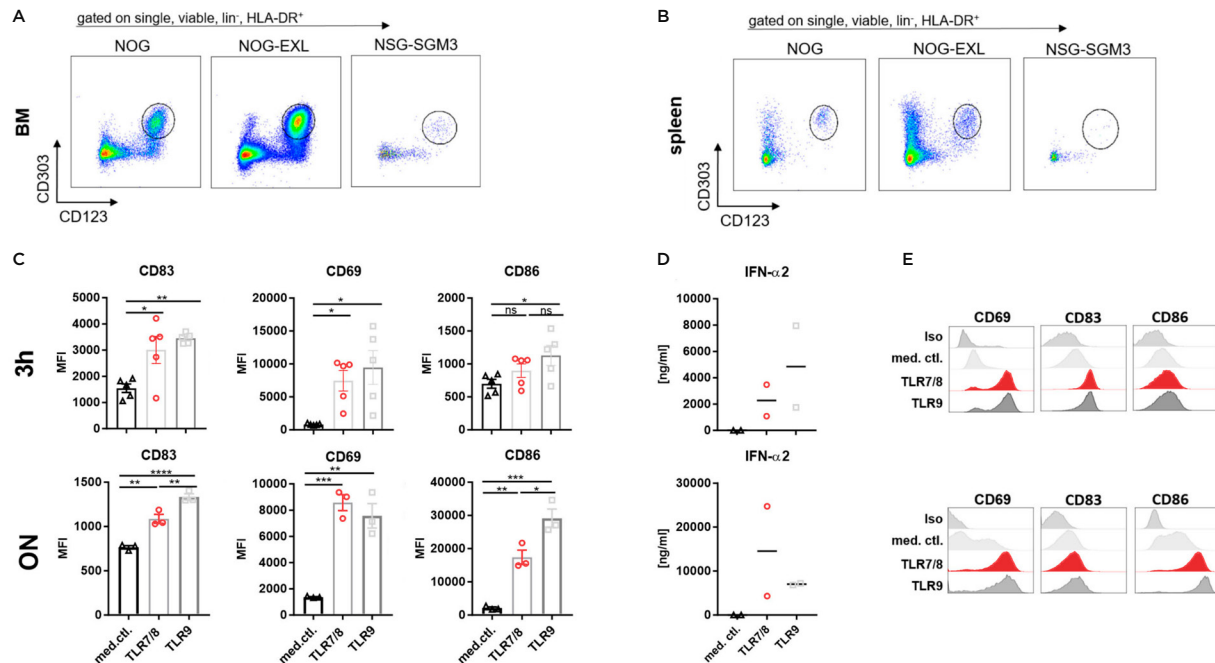 A
gated on single, viable, lin⁻, HLA-DR⁺
NOG
NOG-EXL
NSG-SGM3
BM
CD303
CD123
B
gated on single, viable, lin⁻, HLA-DR⁺
NOG
NOG-EXL
NSG-SGM3
spleen
CD303
CD123
C
3h
CD83
MFI
5000
4000
3000
2000
1000
0
**
*
CD69
MFI
20000
15000
10000
5000
0
*
*
CD86
MFI
2000
1500
1000
500
0
*
ns
ns
ON
CD83
MFI
1500
1000
500
0
****
**
**
med.ctl.
TLR7/8
TLR9
CD69
MFI
10000
8000
6000
4000
2000
0
**
***
med.ctl.
TLR7/8
TLR9
CD86
MFI
40000
30000
20000
10000
0
***
**
*
med.ctl.
TLR7/8
TLR9
D
IFN-α2
[ng/ml]
10000
8000
6000
4000
2000
0
IFN-α2
[ng/ml]
30000
20000
10000
0
med. ctl.
TLR7/8
TLR9
E
CD69
CD83
CD86
Iso
med. ctl.
TLR7/8
TLR9
CD69
CD83
CD86
Iso
med. ctl.
TLR7/8
TLR9